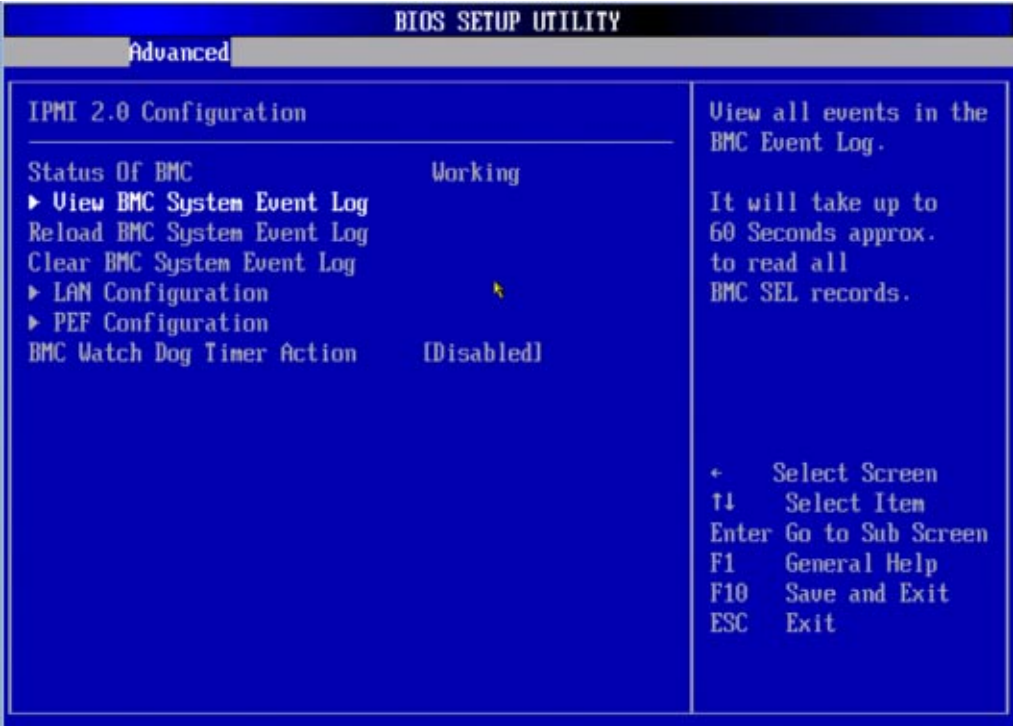 BIOS SETUP UTILITY
Advanced
IPMI 2.0 Configuration
Status Of BMC Working
▶ View BMC System Event Log
Reload BMC System Event Log
Clear BMC System Event Log
▶ LAN Configuration
▶ PEF Configuration
BMC Watch Dog Timer Action [Disabled]
View all events in the
BMC Event Log.
It will take up to
60 Seconds approx.
to read all
BMC SEL records.
← Select Screen
↑↓ Select Item
Enter Go to Sub Screen
F1 General Help
F10 Save and Exit
ESC Exit